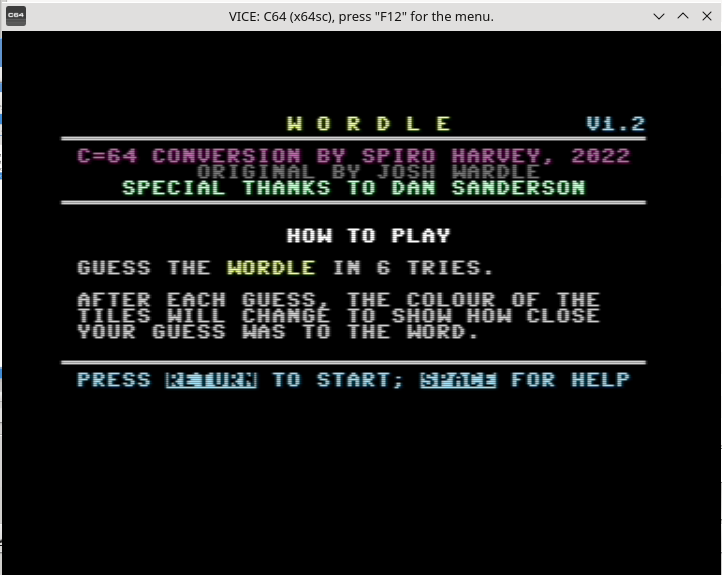 C64
VICE: C64 (x64sc), press "F12" for the menu.
W O R D L E V1.2
C=64 CONVERSION BY SPIRO HARVEY, 2022
ORIGINAL BY JOSH WARDLE
SPECIAL THANKS TO DAN SANDERSON
HOW TO PLAY
GUESS THE WORDLE IN 6 TRIES.
AFTER EACH GUESS, THE COLOUR OF THE
TILES WILL CHANGE TO SHOW HOW CLOSE
YOUR GUESS WAS TO THE WORD.
PRESS RETURN TO START; SPACE FOR HELP